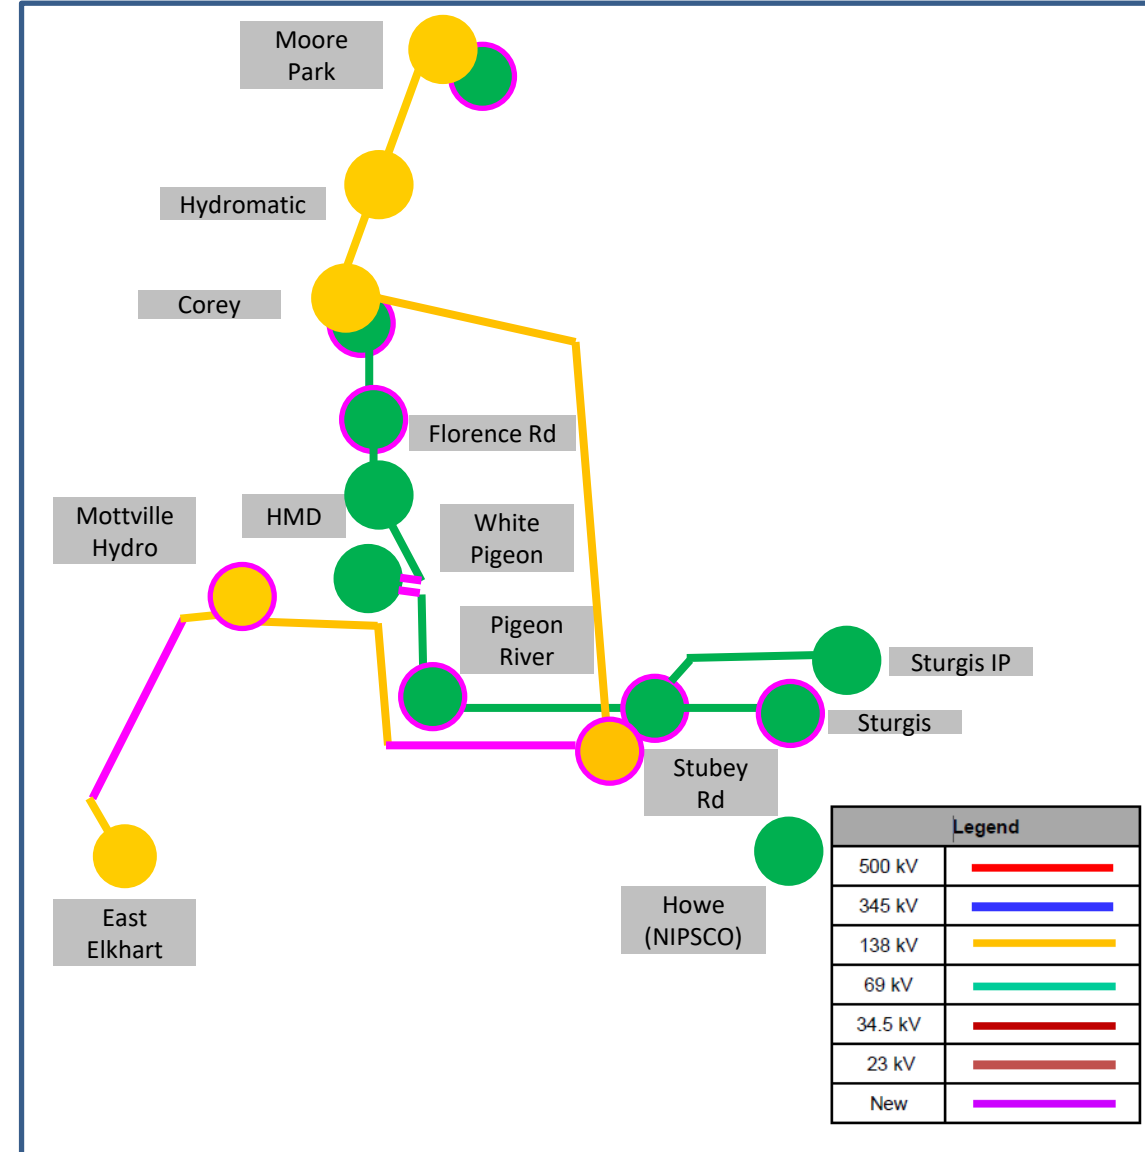 Moore
Park
Hydromatic
Corey
Florence Rd
Mottville
Hydro
HMD
White
Pigeon
Pigeon
River
Sturgis IP
Sturgis
Stubey
Rd
East
Elkhart
Howe
(NIPSCO)
Legend
500 kV
345 kV
138 kV
69 kV
34.5 kV
23 kV
New